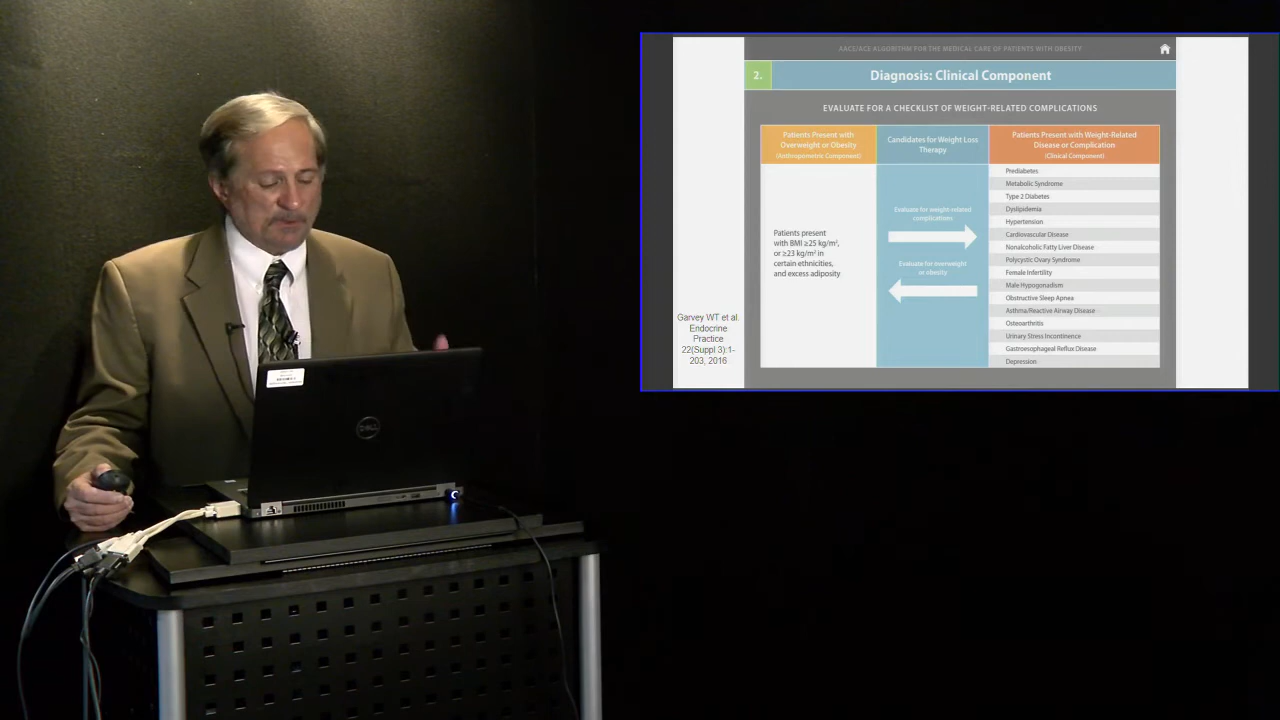 AACE/ACE ALGORITHM FOR THE MEDICAL CARE OF PATIENTS WITH OBESITY
2.
Diagnosis: Clinical Component
EVALUATE FOR A CHECKLIST OF WEIGHT-RELATED COMPLICATIONS
Patients Present with
Overweight or Obesity
(Anthropometric Component)
Candidates for Weight Loss
Therapy
Patients Present with Weight-Related
Disease or Complication
(Clinical Component)
Patients present
with BMI ≥25 kg/m²,
or ≥23 kg/m² in
certain ethnicities,
and excess adiposity
Evaluate for weight-related
complications
Evaluate for overweight
or obesity
Prediabetes
Metabolic Syndrome
Type 2 Diabetes
Dyslipidemia
Hypertension
Cardiovascular Disease
Nonalcoholic Fatty Liver Disease
Polycystic Ovary Syndrome
Female Infertility
Male Hypogonadism
Obstructive Sleep Apnea
Asthma/Reactive Airway Disease
Osteoarthritis
Urinary Stress Incontinence
Gastroesophageal Reflux Disease
Depression
Garvey WT et al.
Endocrine
Practice
22(Suppl 3):1-
203, 2016
DELL